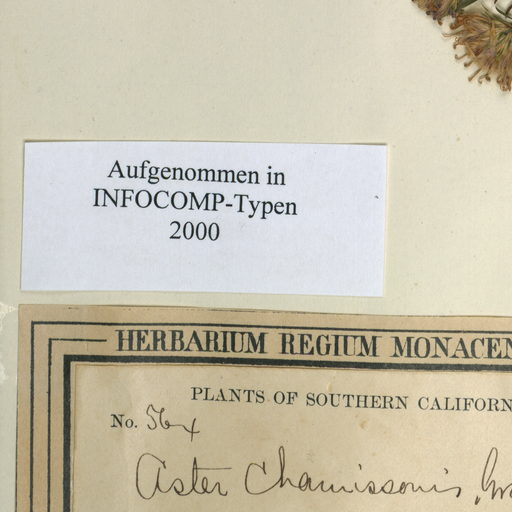 Aufgenommen in
INFOCOMP-Typen
2000
HERBARIUM REGIUM MONACEN
PLANTS OF SOUTHERN CALIFORN
No. 564
Aster Chamissonis,